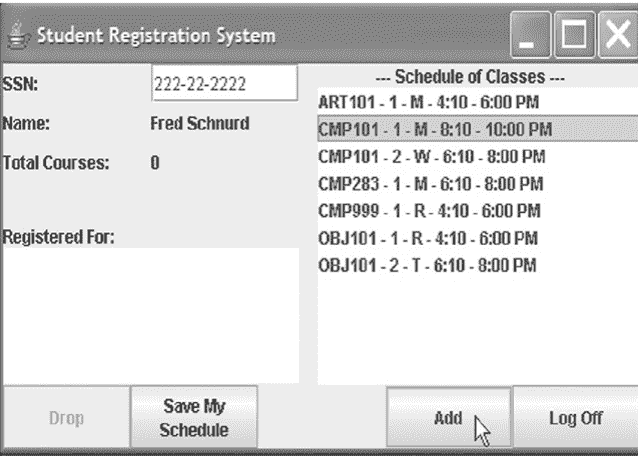 Student Registration System
SSN: 222-22-2222
Name: Fred Schnurd
Total Courses: 0
Registered For:
--- Schedule of Classes ---
ART101 - 1 - M - 4:10 - 6:00 PM
CMP101 - 1 - M - 8:10 - 10:00 PM
CMP101 - 2 - W - 6:10 - 8:00 PM
CMP283 - 1 - M - 6:10 - 8:00 PM
CMP999 - 1 - R - 4:10 - 6:00 PM
OBJ101 - 1 - R - 4:10 - 6:00 PM
OBJ101 - 2 - T - 6:10 - 8:00 PM
Drop
Save My
Schedule
Add
Log Off